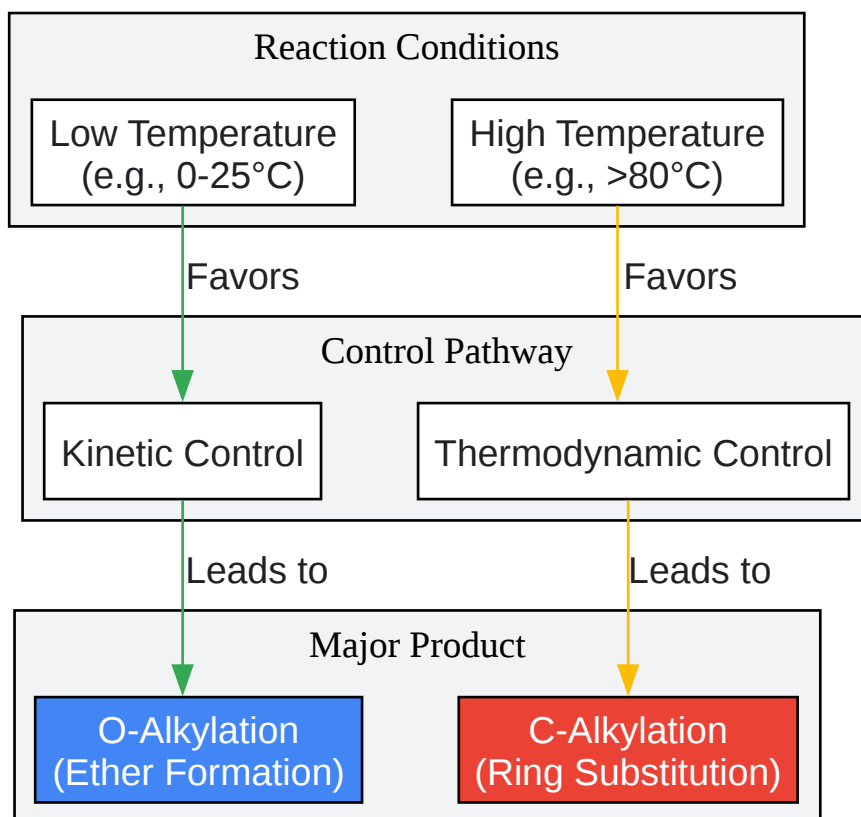 Reaction Conditions
Low Temperature
(e.g., 0-25°C)
High Temperature
(e.g., >80°C)
Favors
Favors
Control Pathway
Kinetic Control
Thermodynamic Control
Leads to
Leads to
Major Product
O-Alkylation
(Ether Formation)
C-Alkylation
(Ring Substitution)